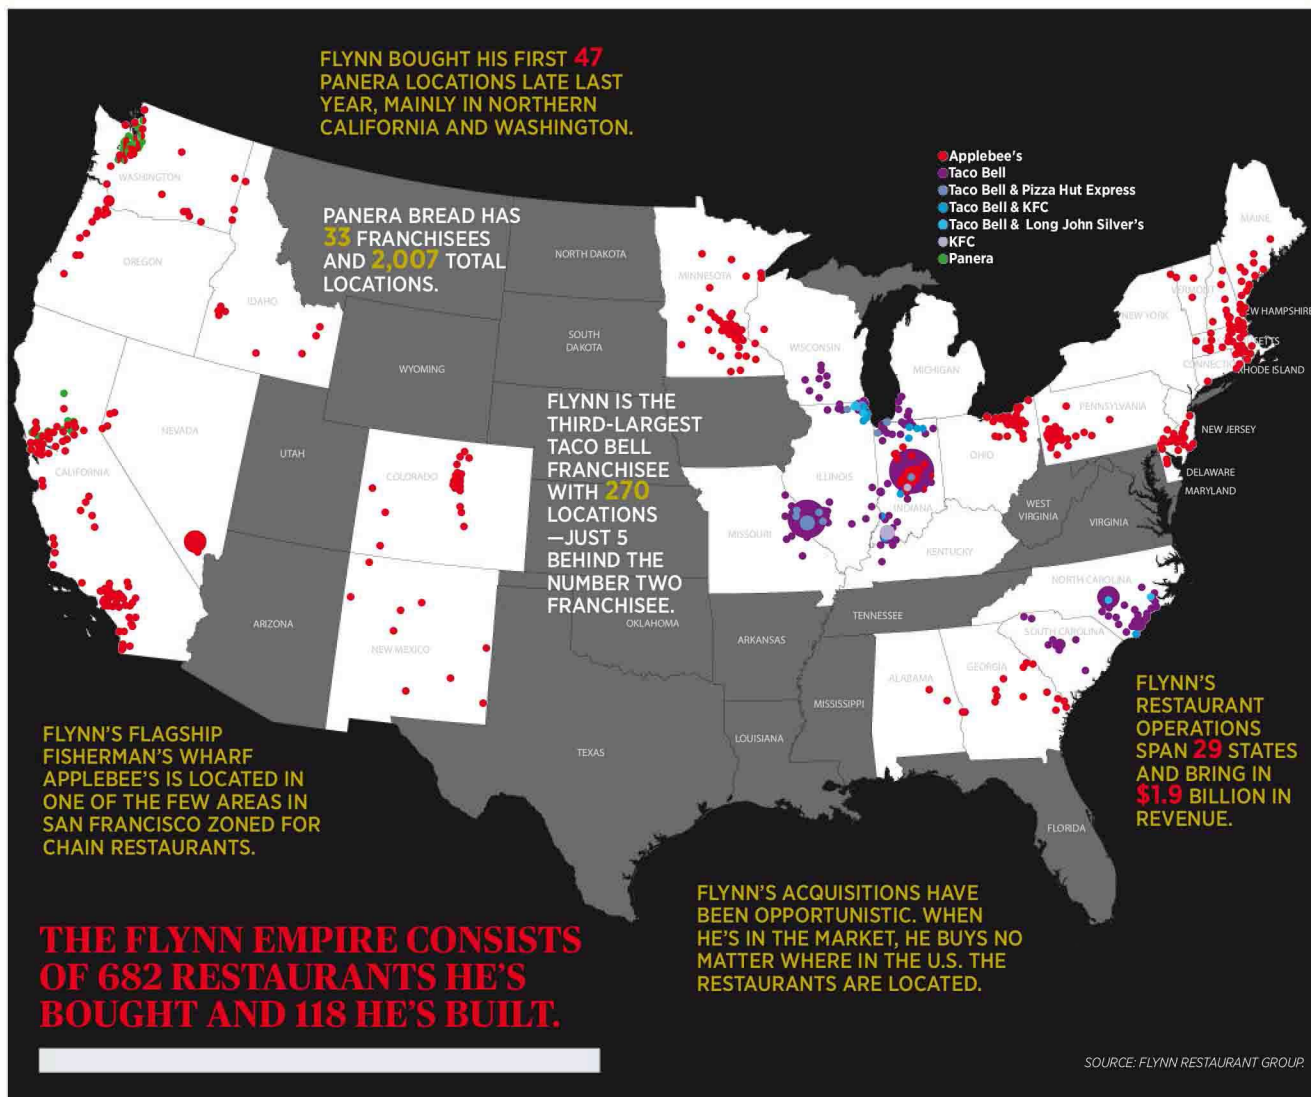 FLYNN BOUGHT HIS FIRST 47
PANERA LOCATIONS LATE LAST
YEAR, MAINLY IN NORTHERN
CALIFORNIA AND WASHINGTON.
Applebee's
Taco Bell
Taco Bell & Pizza Hut Express
Taco Bell & KFC
Taco Bell & Long John Silver's
KFC
Panera
PANERA BREAD HAS
33 FRANCHISEES
AND 2,007 TOTAL
LOCATIONS.
FLYNN IS THE
THIRD-LARGEST
TACO BELL
FRANCHISEE
WITH 270
LOCATIONS
—JUST 5
BEHIND THE
NUMBER TWO
FRANCHISEE.
WASHINGTON
OREGON
IDAHO
NEVADA
CALIFORNIA
UTAH
ARIZONA
WYOMING
COLORADO
NEW MEXICO
NORTH DAKOTA
SOUTH
DAKOTA
OKLAHOMA
TEXAS
MINNESOTA
WISCONSIN
MICHIGAN
ILLINOIS
INDIANA
OHIO
MISSOURI
KENTUCKY
WEST
VIRGINIA
VIRGINIA
TENNESSEE
NORTH CAROLINA
SOUTH CAROLINA
ARKANSAS
MISSISSIPPI
ALABAMA
GEORGIA
LOUISIANA
FLORIDA
PENNSYLVANIA
NEW YORK
VERMONT
MAINE
EW HAMPSHIRE
SETTS
CONNECTIC
RHODE ISLAND
NEW JERSEY
DELAWARE
MARYLAND
FLYNN'S FLAGSHIP
FISHERMAN'S WHARF
APPLEBEE'S IS LOCATED IN
ONE OF THE FEW AREAS IN
SAN FRANCISCO ZONED FOR
CHAIN RESTAURANTS.
FLYNN'S
RESTAURANT
OPERATIONS
SPAN 29 STATES
AND BRING IN
$1.9 BILLION IN
REVENUE.
FLYNN'S ACQUISITIONS HAVE
BEEN OPPORTUNISTIC. WHEN
HE'S IN THE MARKET, HE BUYS NO
MATTER WHERE IN THE U.S. THE
RESTAURANTS ARE LOCATED.
THE FLYNN EMPIRE CONSISTS
OF 682 RESTAURANTS HE'S
BOUGHT AND 118 HE'S BUILT.
SOURCE: FLYNN RESTAURANT GROUP.